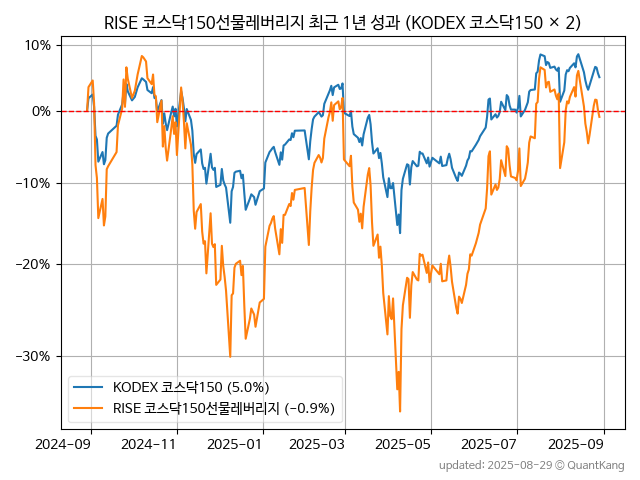 RISE 코스닥150선물레버리지 최근 1년 성과 (KODEX 코스닥150 × 2)
10%
0%
−10%
−20%
−30%
KODEX 코스닥150 (5.0%)
RISE 코스닥150선물레버리지 (−0.9%)
2024-09 2024-11 2025-01 2025-03 2025-05 2025-07 2025-09
updated: 2025-08-29 © QuantKang